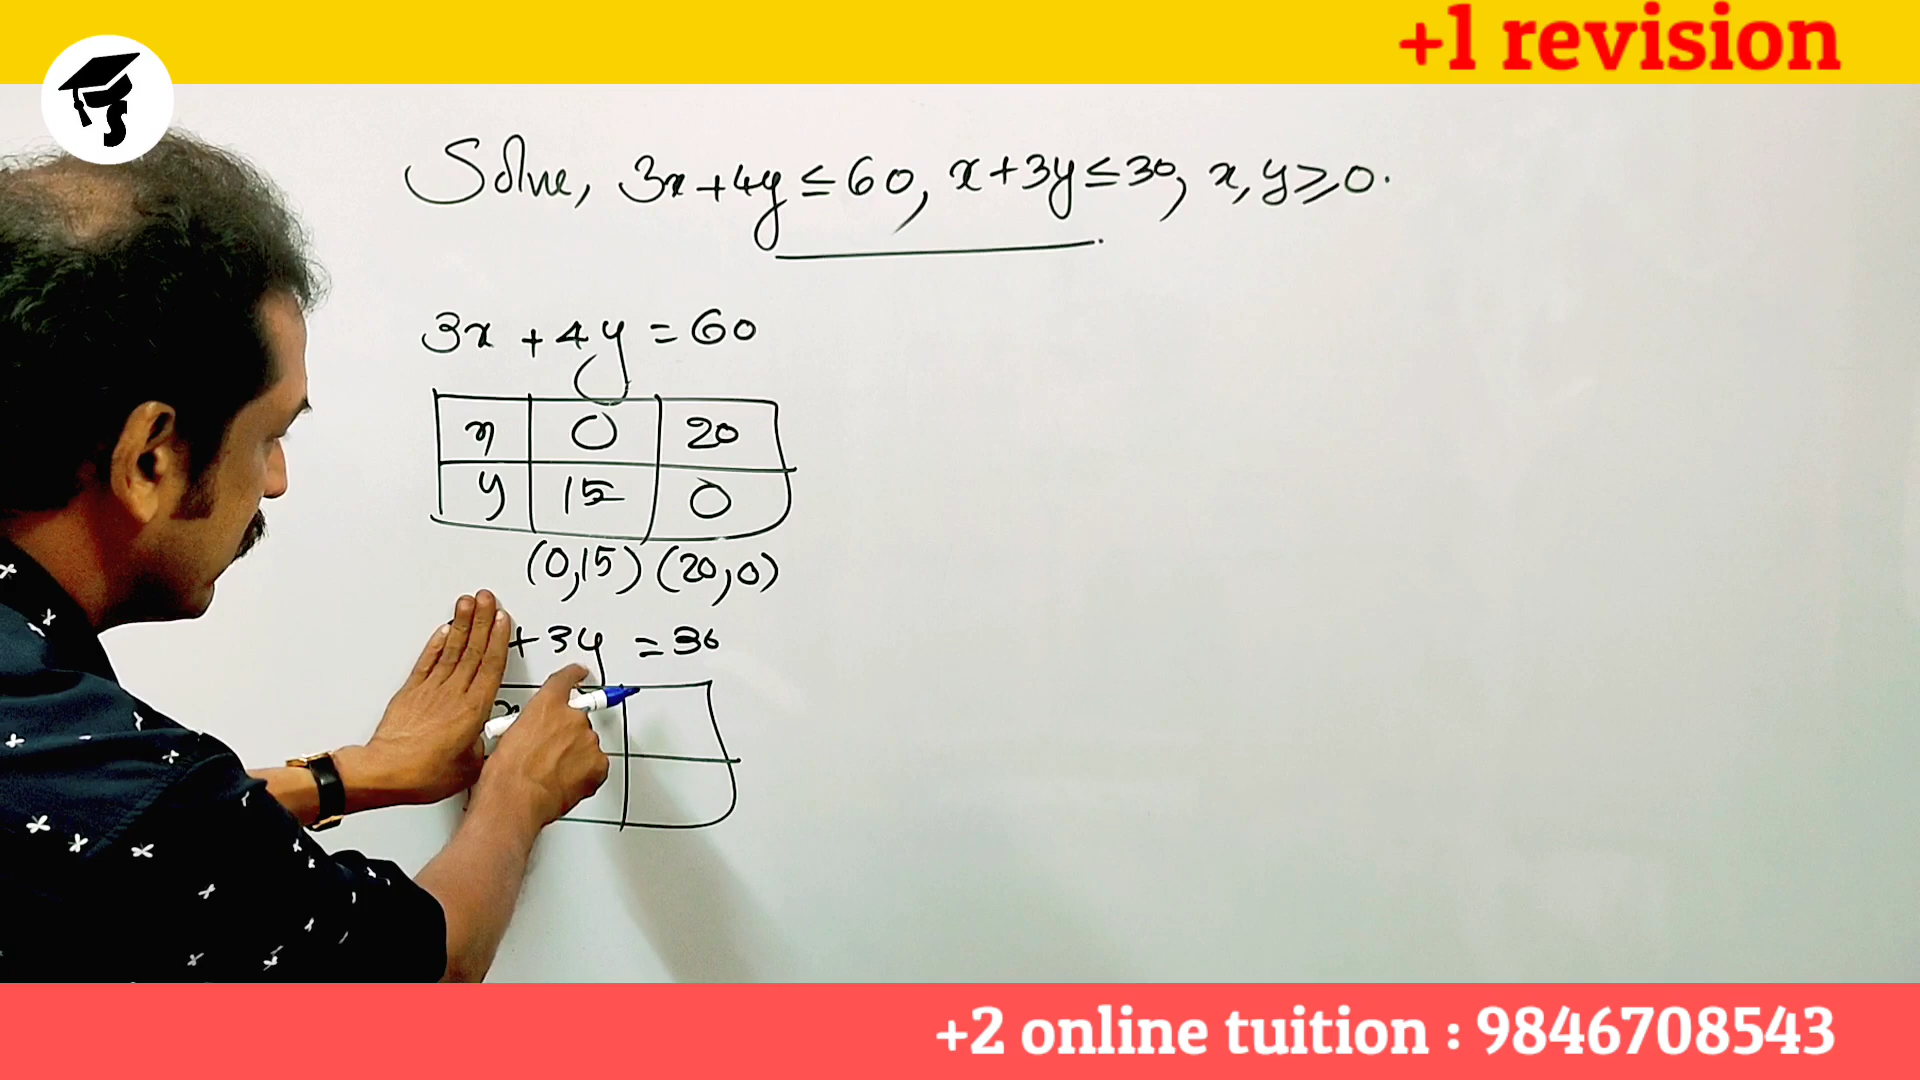 +1 revision
Solve, 3x+4y≤60, x+3y≤30, x,y≥0.
3x + 4y = 60
x 0 20
y 15 0
(0,15) (20,0)
+3y = 30
x
+2 online tuition : 9846708543